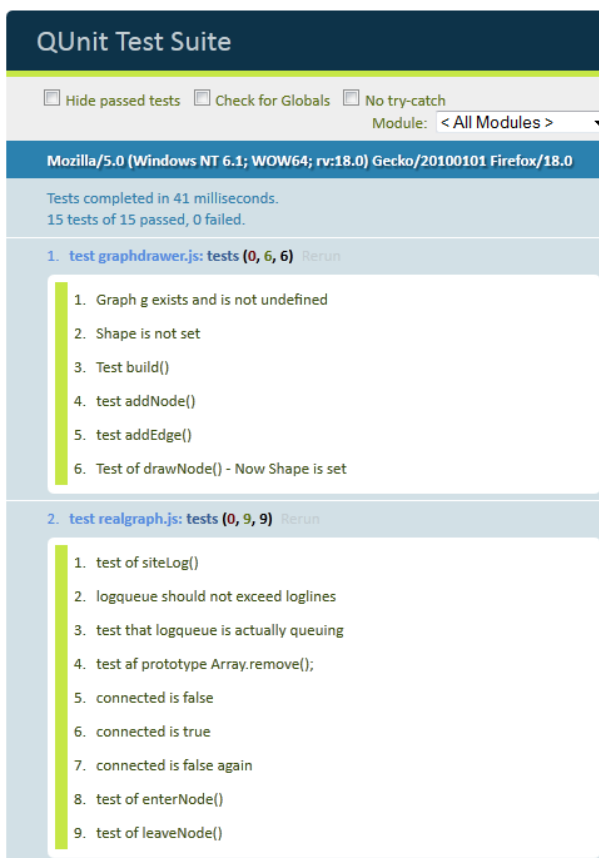 QUnit Test Suite
Hide passed tests Check for Globals No try-catch
Module: < All Modules >
Mozilla/5.0 (Windows NT 6.1; WOW64; rv:18.0) Gecko/20100101 Firefox/18.0
Tests completed in 41 milliseconds.
15 tests of 15 passed, 0 failed.
1. test graphdrawer.js: tests (0, 6, 6) Rerun
1. Graph g exists and is not undefined
2. Shape is not set
3. Test build()
4. test addNode()
5. test addEdge()
6. Test of drawNode() - Now Shape is set
2. test realgraph.js: tests (0, 9, 9) Rerun
1. test of siteLog()
2. logqueue should not exceed loglines
3. test that logqueue is actually queuing
4. test af prototype Array.remove();
5. connected is false
6. connected is true
7. connected is false again
8. test of enterNode()
9. test of leaveNode()